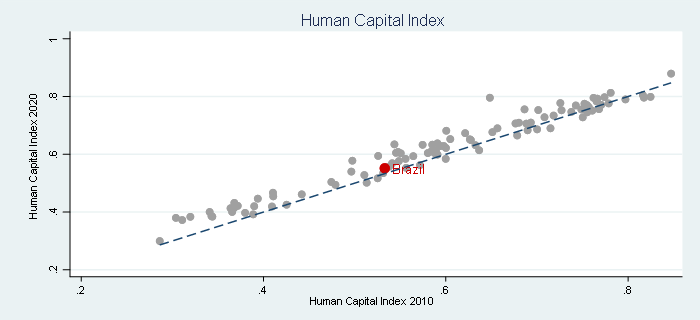 Human Capital Index
Human Capital Index 2020
1
.8
.6
.4
.2
Brazil
.2
.4
.6
.8
Human Capital Index 2010